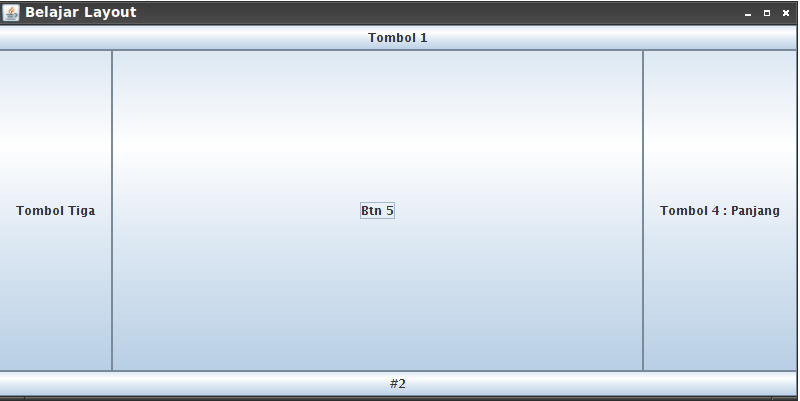 Belajar Layout
Tombol 1
Tombol Tiga
Btn 5
Tombol 4 : Panjang
#2